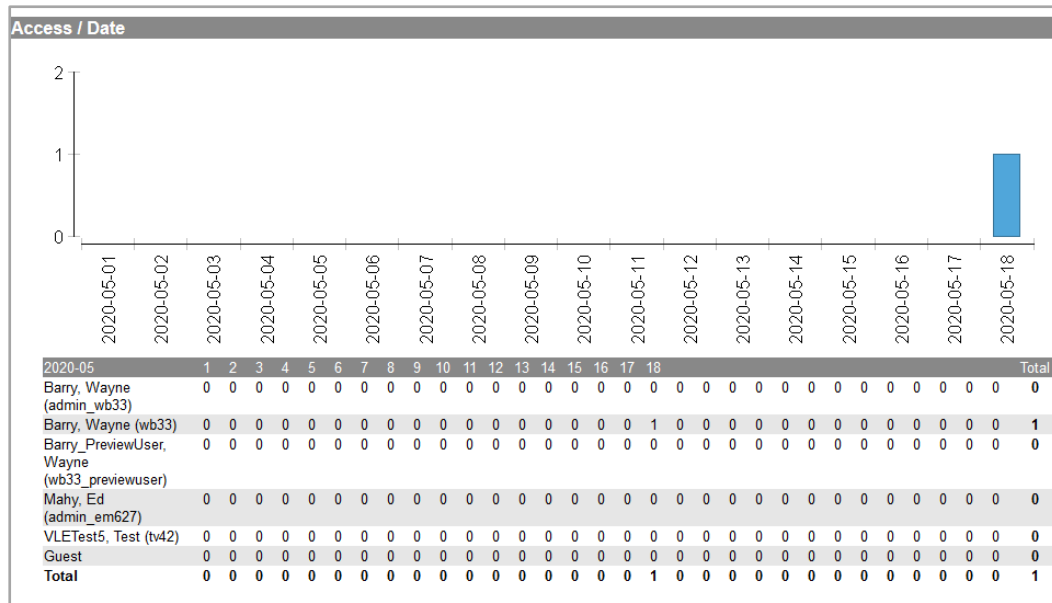 Access / Date
2
1
0
2020-05-01 2020-05-02 2020-05-03 2020-05-04 2020-05-05 2020-05-06 2020-05-07 2020-05-08 2020-05-09 2020-05-10 2020-05-11 2020-05-12 2020-05-13 2020-05-14 2020-05-15 2020-05-16 2020-05-17 2020-05-18
2020-05 1 2 3 4 5 6 7 8 9 10 11 12 13 14 15 16 17 18 Total
Barry, Wayne 0 0 0 0 0 0 0 0 0 0 0 0 0 0 0 0 0 0 0 0 0 0 0 0 0 0 0 0 0 0 0 0
(admin_wb33)
Barry, Wayne (wb33) 0 0 0 0 0 0 0 0 0 0 0 0 0 0 0 0 0 1 0 0 0 0 0 0 0 0 0 0 0 0 0 1
Barry_PreviewUser, 0 0 0 0 0 0 0 0 0 0 0 0 0 0 0 0 0 0 0 0 0 0 0 0 0 0 0 0 0 0 0 0
Wayne
(wb33_previewuser)
Mahy, Ed 0 0 0 0 0 0 0 0 0 0 0 0 0 0 0 0 0 0 0 0 0 0 0 0 0 0 0 0 0 0 0 0
(admin_em627)
VLETest5, Test (tv42) 0 0 0 0 0 0 0 0 0 0 0 0 0 0 0 0 0 0 0 0 0 0 0 0 0 0 0 0 0 0 0 0
Guest 0 0 0 0 0 0 0 0 0 0 0 0 0 0 0 0 0 0 0 0 0 0 0 0 0 0 0 0 0 0 0 0
Total 0 0 0 0 0 0 0 0 0 0 0 0 0 0 0 0 0 1 0 0 0 0 0 0 0 0 0 0 0 0 0 1